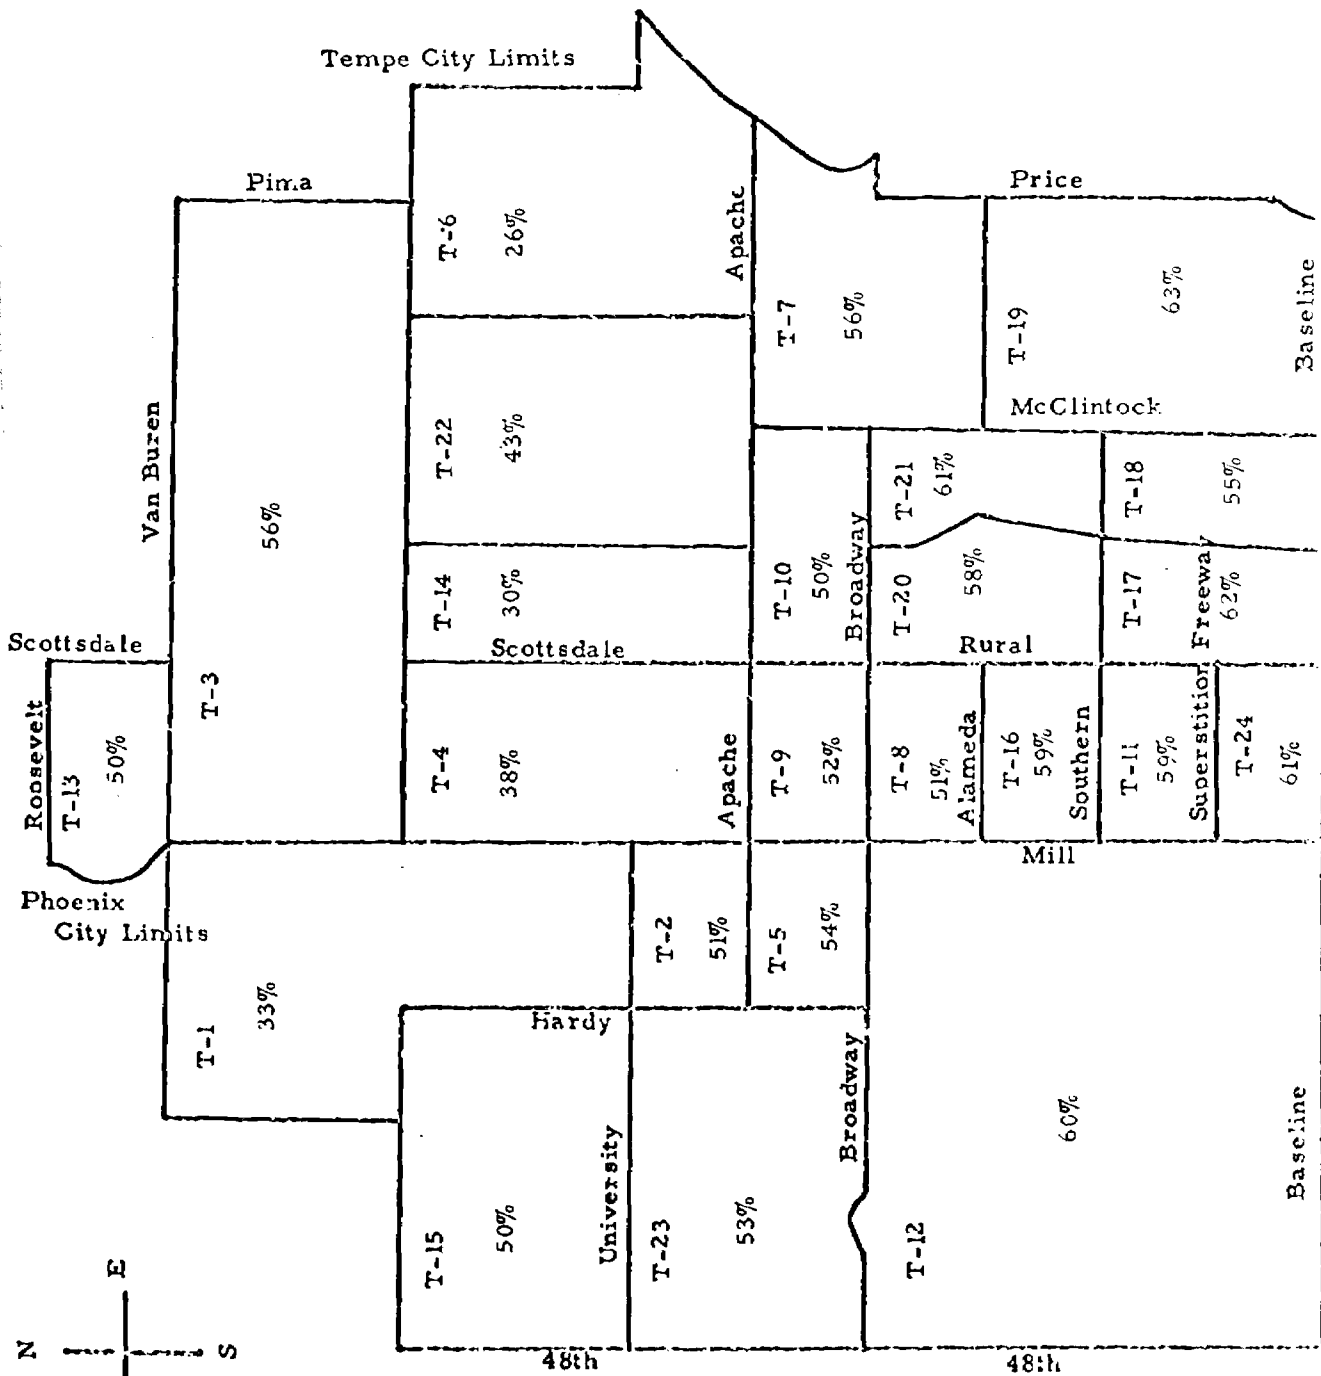 Tempe City Limits
Pima
Price
T-6
26%
Apache
T-7
56%
T-19
63%
Baseline
Van Buren
56%
T-22
43%
McClintock
T-21
61%
T-18
55%
T-14
30%
T-10
50%
Broadway
T-20
58%
T-17
62%
Superstition Freeway
Scottsdale
Scottsdale
Rural
Roosevelt
T-13
50%
T-3
T-4
38%
Apache
T-9
52%
T-8
51%
Alameda
T-16
59%
Southern
T-11
59%
T-24
61%
Mill
Phoenix
City Limits
T-1
33%
T-2
51%
T-5
54%
Hardy
T-15
50%
University
T-23
53%
Broadway
T-12
60%
Baseline
N
E
S
48th
48th